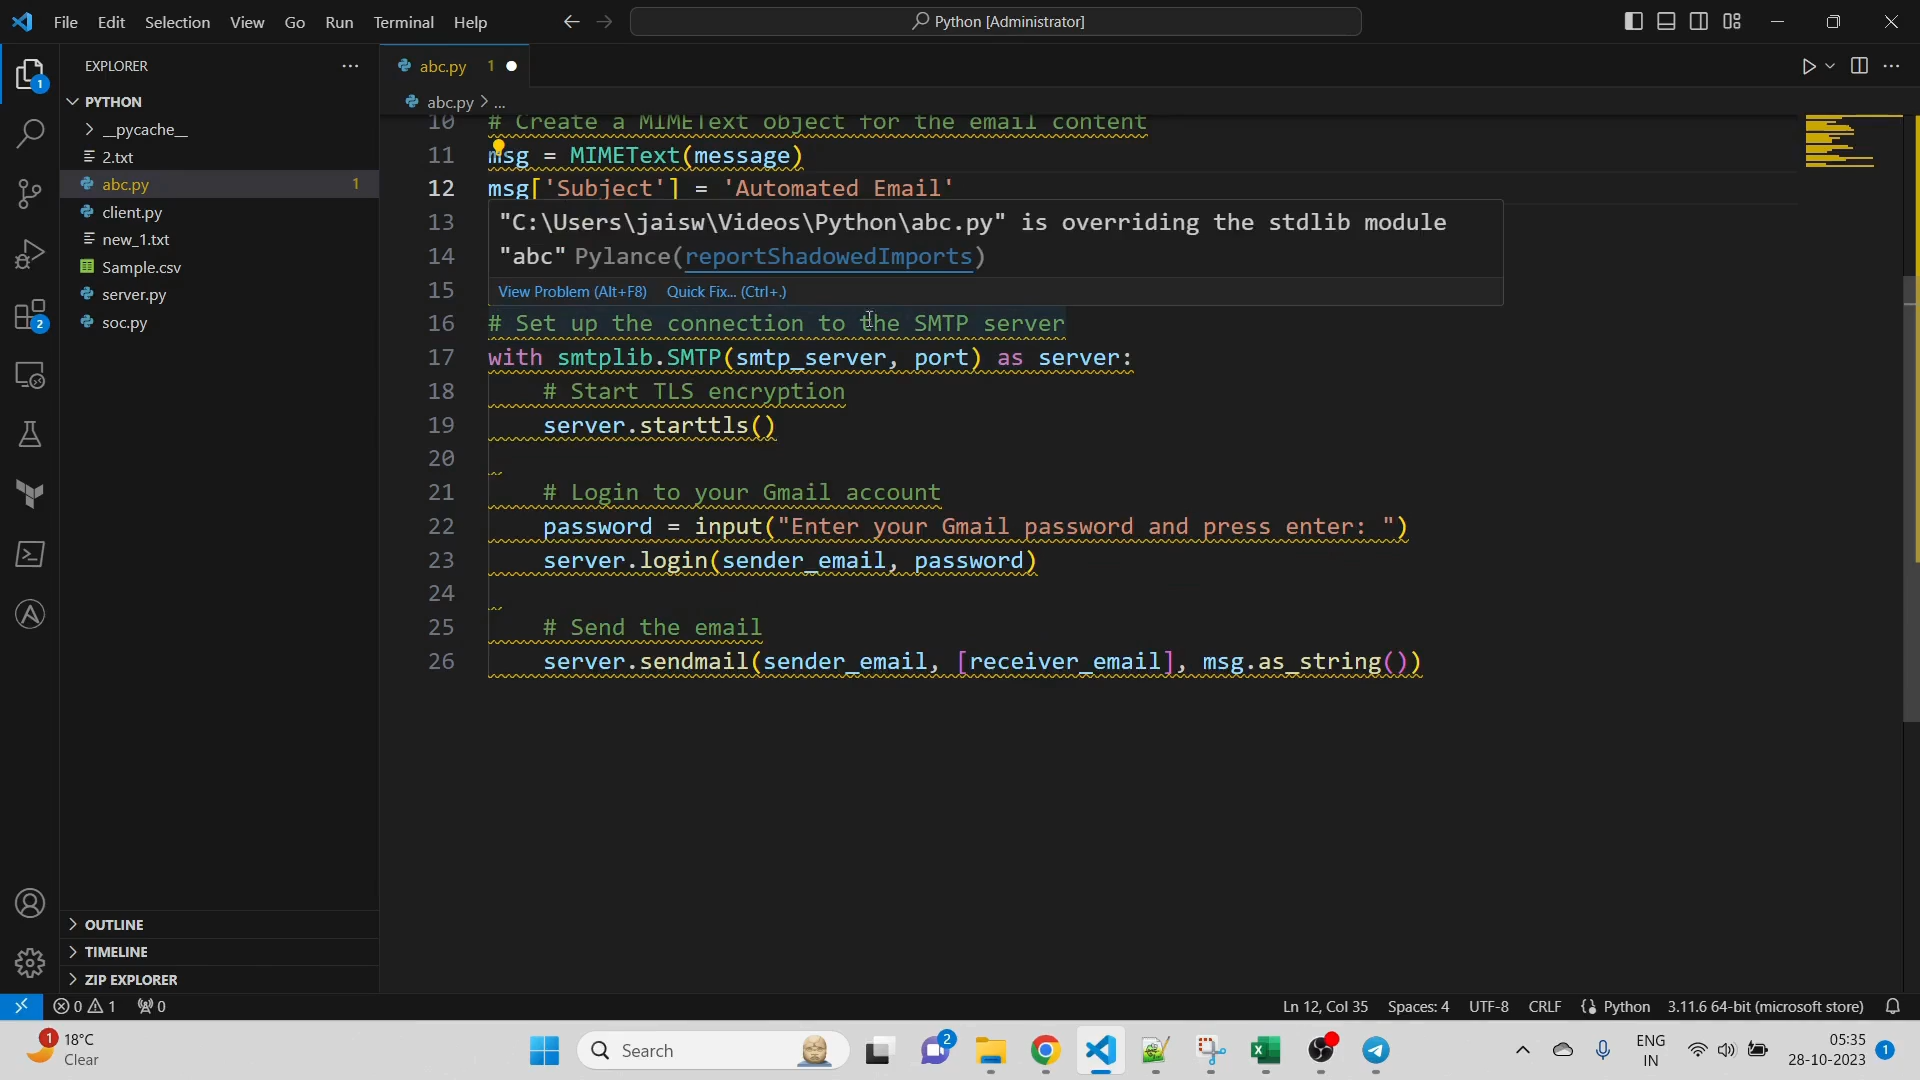 File Edit Selection View Go Run Terminal Help
Python [Administrator]
EXPLORER
PYTHON
__pycache__
2.txt
abc.py 1
client.py
new_1.txt
Sample.csv
server.py
soc.py
OUTLINE
TIMELINE
ZIP EXPLORER
1
2
2
abc.py 1
abc.py > ...
10 # Create a MIMEText object for the email content
11 msg = MIMEText(message)
12 msg['Subject'] = 'Automated Email'
13
14
15
"C:\Users\jaisw\Videos\Python\abc.py" is overriding the stdlib module
"abc" Pylance(reportShadowedImports)
View Problem (Alt+F8) Quick Fix... (Ctrl+.)
16 # Set up the connection to the SMTP server
17 with smtplib.SMTP(smtp_server, port) as server:
18 # Start TLS encryption
19 server.starttls()
20
21 # Login to your Gmail account
22 password = input("Enter your Gmail password and press enter: ")
23 server.login(sender_email, password)
24
25 # Send the email
26 server.sendmail(sender_email, [receiver_email], msg.as_string())
0 1 0
Ln 12, Col 35 Spaces: 4 UTF-8 CRLF Python 3.11.6 64-bit (microsoft store)
1 18°C
Clear
Search
2
ENG
IN
05:35
28-10-2023
1